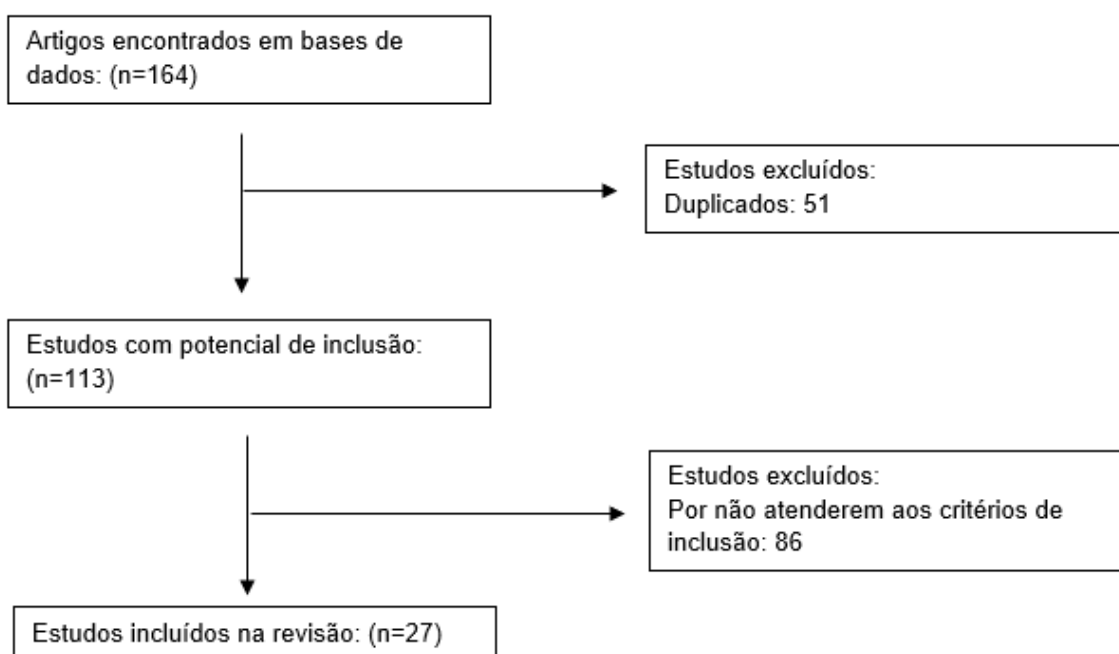 Artigos encontrados em bases de
dados: (n=164)
Estudos excluídos:
Duplicados: 51
Estudos com potencial de inclusão:
(n=113)
Estudos excluídos:
Por não atenderem aos critérios de
inclusão: 86
Estudos incluídos na revisão: (n=27)